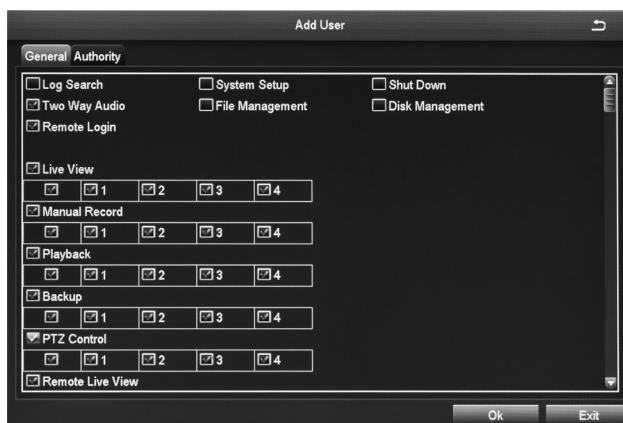 Add User
General Authority
Log Search System Setup Shut Down
Two Way Audio File Management Disk Management
Remote Login
Live View
1 2 3 4
Manual Record
1 2 3 4
Playback
1 2 3 4
Backup
1 2 3 4
PTZ Control
1 2 3 4
Remote Live View
Ok Exit